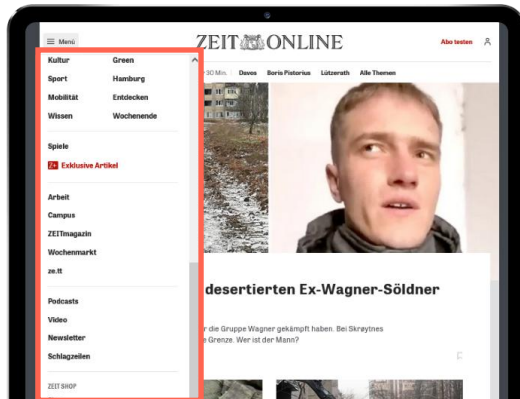 Menü
ZEIT ONLINE
Abo testen
Kultur Green
30 Min. Davos Boris Pistorius Lützerath Alle Themen
Sport Hamburg
Mobilität Entdecken
Wissen Wochenende
Spiele
Z+ Exklusive Artikel
Arbeit
Campus
ZEITmagazin
Wochenmarkt
ze.tt
desertierten Ex-Wagner-Söldner
Podcasts
Video
r die Gruppe Wagner gekämpft haben. Bei Skrøytnes
Newsletter
e Grenze. Wer ist der Mann?
Schlagzeilen
ZEIT SHOP